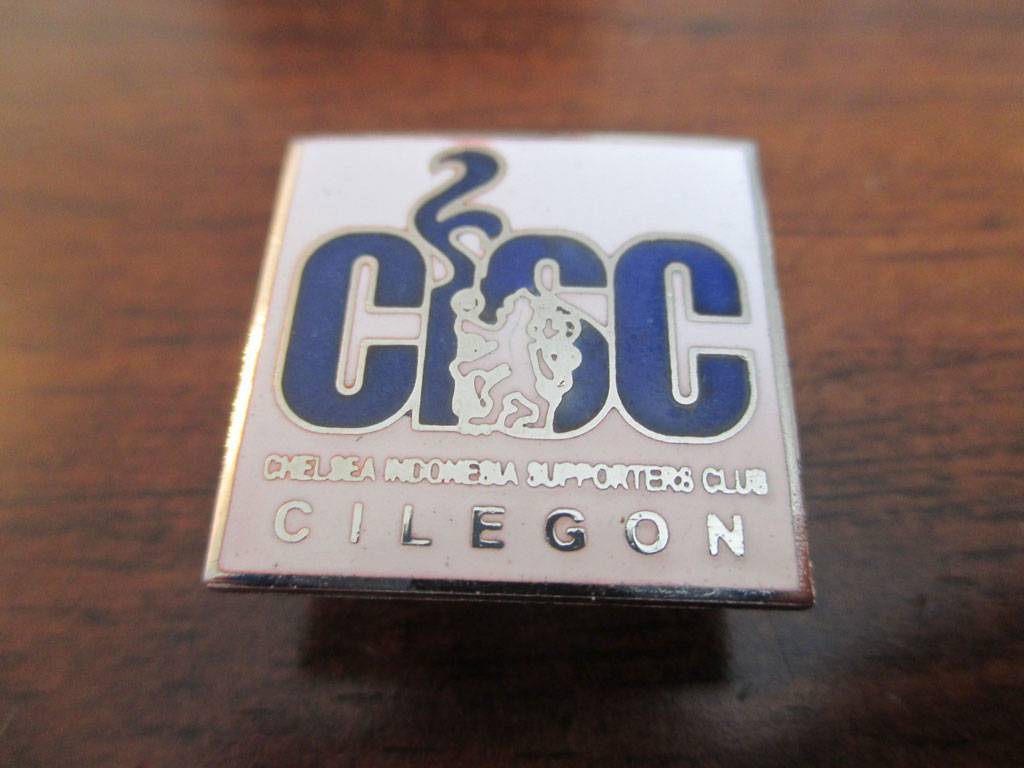 CISC
CHELSEA INDONESIA SUPPORTERS CLUB
CILEGON